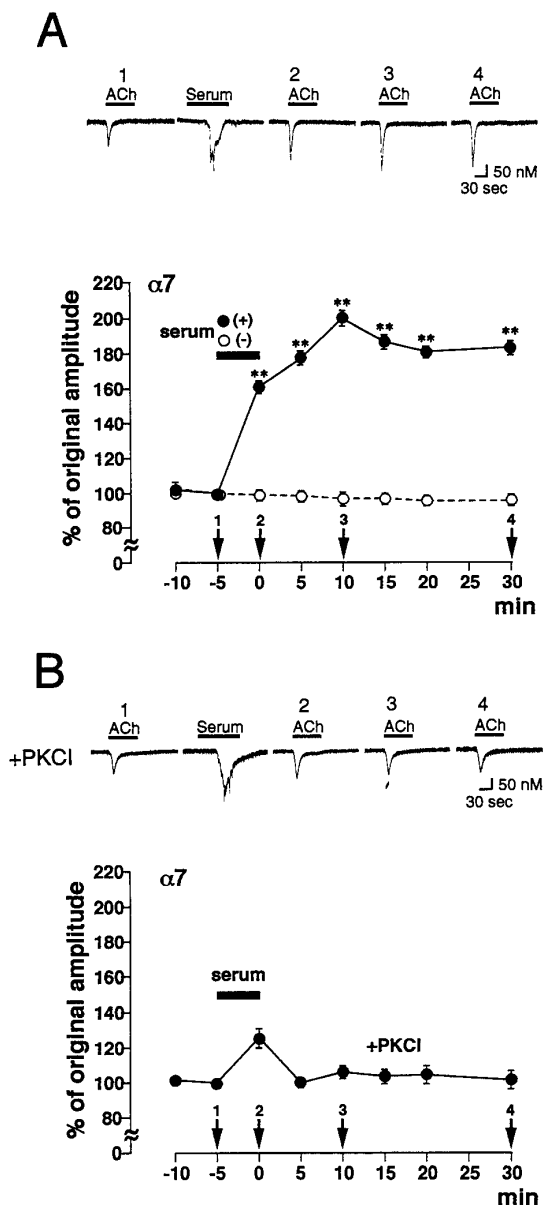 A
1 2 3 4
ACh Serum ACh ACh ACh
50 nM
30 sec
α7
serum
(+)
(-)
% of original amplitude
220
200
180
160
140
120
100
80
0
** ** ** ** ** **
1 2 3 4
-10 -5 0 5 10 15 20 25 30
min
B
1 2 3 4
ACh Serum ACh ACh ACh
+PKCI
50 nM
30 sec
α7
serum
+PKCI
% of original amplitude
220
200
180
160
140
120
100
80
0
1 2 3 4
-10 -5 0 5 10 15 20 25 30
min